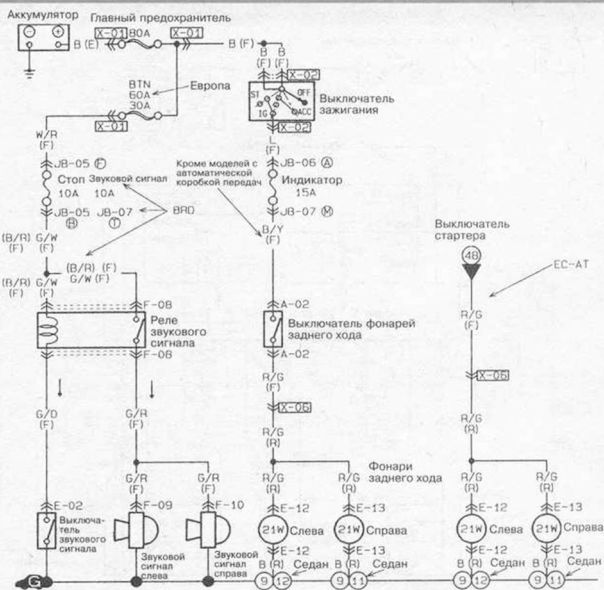 Аккумулятор
Главный предохранитель
X-01 80A X-01
B (E)
B (F)
B (F) B (F)
X-02
BTN
60A
30A
Европа
X-01
ST OFF
IG ACC
Выключатель
зажигания
X-02
W/R
(F)
L
(F)
JB-05 F
Стоп Звуковой сигнал
10A 10A
JB-05 JB-07
H T
BRD
Кроме моделей с
автоматической
коробкой передач
JB-06 A
Индикатор
15A
JB-07 M
(B/R) G/W
(F) (F)
(B/R) (F)
G/W (F)
(B/R) G/W
(F) (F)
B/Y
(F)
Выключатель
стартера
48
EC-AT
F-08
Реле
звукового
сигнала
F-08
A-02
Выключатель фонарей
заднего хода
A-02
R/G
(F)
R/G
(F)
X-06
X-06
G/O
(F)
G/R
(F)
R/G
(R)
R/G
(R)
Фонари
заднего хода
G/R
(F)
G/R
(F)
R/G
(R)
R/G
(R)
R/G
(R)
R/G
(R)
E-02 F-09 F-10 E-12 E-13 E-12 E-13
Выключа-
тель
звукового
сигнала
21W Слева 21W Справа 21W Слева 21W Справа
E-12 E-13 E-12 E-13
Звуковой
сигнал
слева
Звуковой
сигнал
справа
B (R) Седан B (R) Седан B (R) Седан B (R) Седан
G 9 12 9 11 9 12 9 11